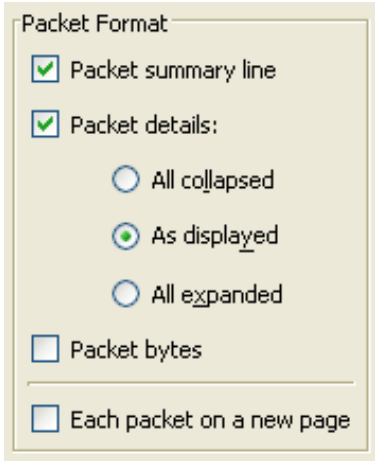 Packet Format
Packet summary line
Packet details:
All collapsed
As displayed
All expanded
Packet bytes
Each packet on a new page